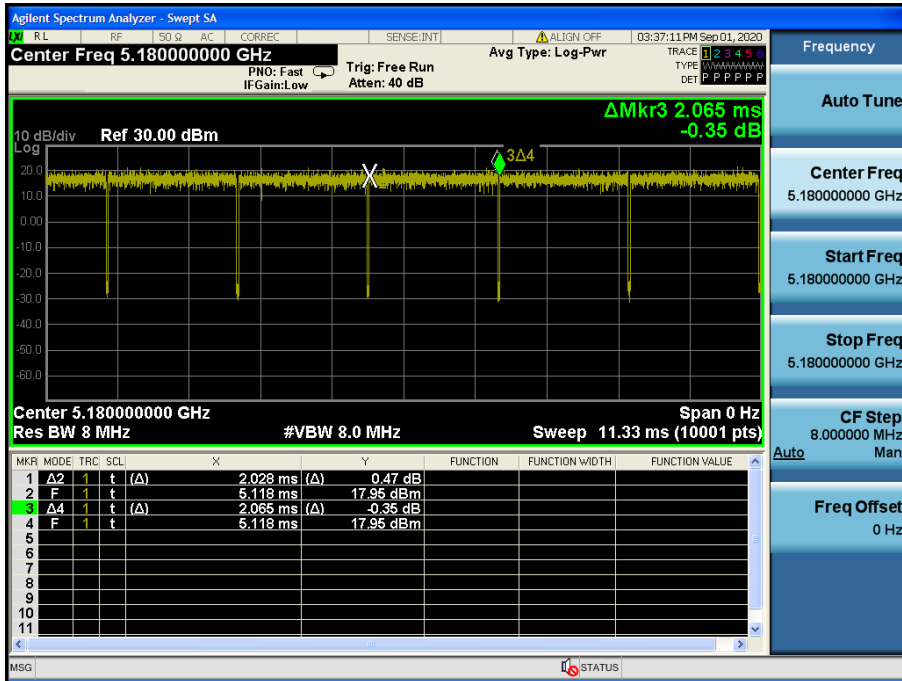 Agilent Spectrum Analyzer - Swept SA
LXI RL RF 50 Ω AC CORREC SENSE:INT ALIGN OFF 03:37:11 PM Sep 01, 2020
Center Freq 5.180000000 GHz
PNO: Fast
IFGain:Low
Trig: Free Run
Atten: 40 dB
Avg Type: Log-Pwr
TRACE 1 2 3 4 5 6
TYPE
DET P P P P P P
ΔMkr3 2.065 ms
-0.35 dB
10 dB/div Ref 30.00 dBm
Log
3Δ4
20.0
10.0
0.00
-10.0
-20.0
-30.0
-40.0
-50.0
-60.0
Center 5.180000000 GHz Span 0 Hz
Res BW 8 MHz #VBW 8.0 MHz Sweep 11.33 ms (10001 pts)
MKR MODE TRC SCL X Y FUNCTION FUNCTION WIDTH FUNCTION VALUE
1 Δ2 1 t (Δ) 2.028 ms (Δ) 0.47 dB
2 F 1 t 5.118 ms 17.95 dBm
3 Δ4 1 t (Δ) 2.065 ms (Δ) -0.35 dB
4 F 1 t 5.118 ms 17.95 dBm
5
6
7
8
9
10
11
MSG STATUS
Frequency
Auto Tune
Center Freq
5.180000000 GHz
Start Freq
5.180000000 GHz
Stop Freq
5.180000000 GHz
CF Step
8.000000 MHz
Auto Man
Freq Offset
0 Hz